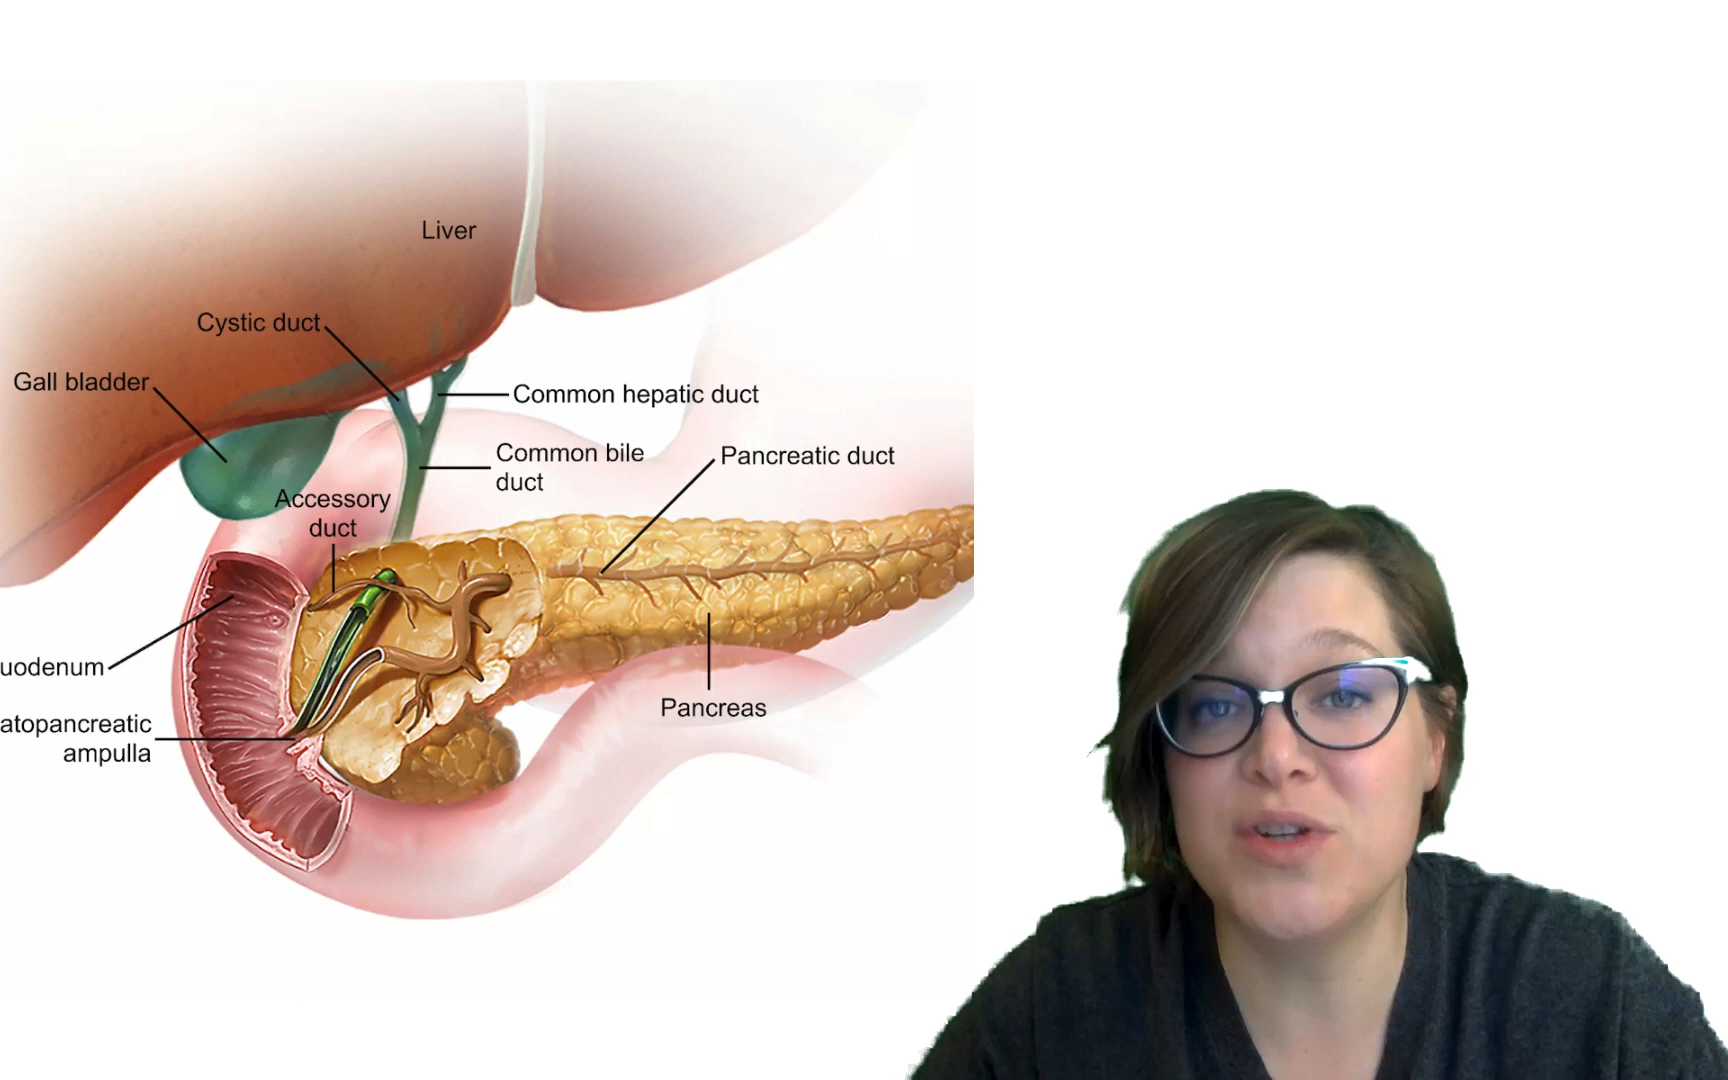 Liver
Cystic duct
Gall bladder
Common hepatic duct
Common bile
duct
Pancreatic duct
Accessory
duct
uodenum
atopancreatic
ampulla
Pancreas